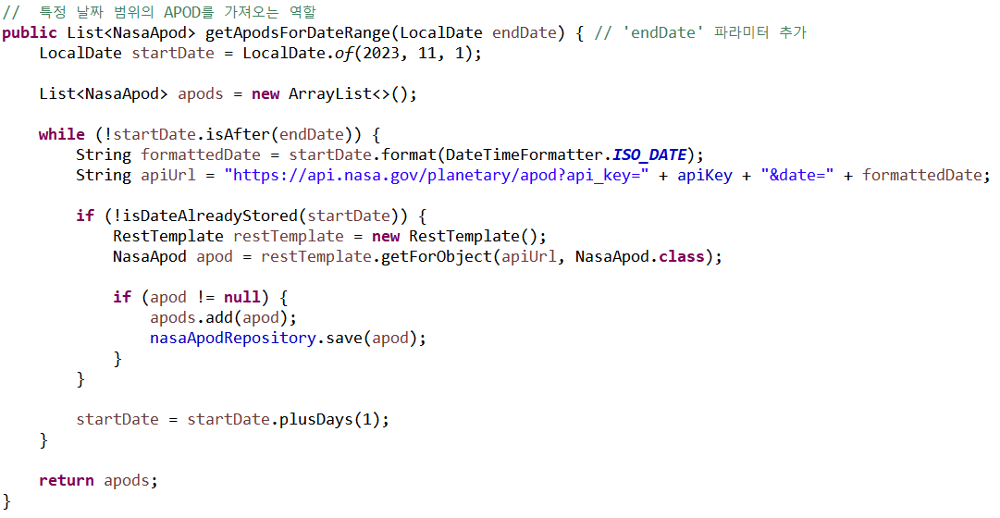 //  특정 날짜 범위의 APOD를 가져오는 역할
public List<NasaApod> getApodsForDateRange(LocalDate endDate) { // 'endDate' 파라미터 추가
    LocalDate startDate = LocalDate.of(2023, 11, 1);
    List<NasaApod> apods = new ArrayList<>();
    while (!startDate.isAfter(endDate)) {
        String formattedDate = startDate.format(DateTimeFormatter.ISO_DATE);
        String apiUrl = "https://api.nasa.gov/planetary/apod?api_key=" + apiKey + "&date=" + formattedDate;
        if (!isDateAlreadyStored(startDate)) {
            RestTemplate restTemplate = new RestTemplate();
            NasaApod apod = restTemplate.getForObject(apiUrl, NasaApod.class);
            if (apod != null) {
                apods.add(apod);
                nasaApodRepository.save(apod);
            }
        }
        startDate = startDate.plusDays(1);
    }
    return apods;
}